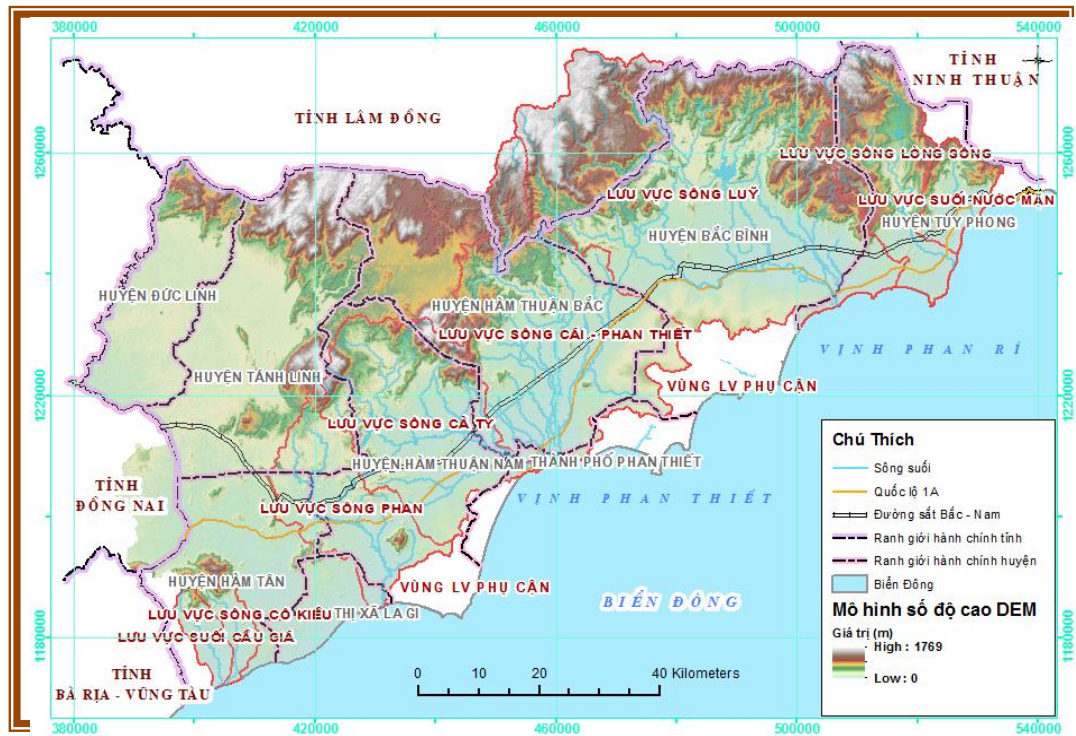 380000 420000 460000 500000 540000
TỈNH
NINH THUẬN
TỈNH LÂM ĐỒNG
1260000 1260000
LƯU VỰC SÔNG LÒNG SÔNG
LƯU VỰC SÔNG LUỸ
LƯU VỰC SUỐI NƯỚC MẶN
HUYỆN TUY PHONG
HUYỆN BẮC BÌNH
HUYỆN ĐỨC LINH
HUYỆN HÀM THUẬN BẮC
LƯU VỰC SÔNG CÁI - PHAN THIẾT
VỊNH PHAN RÍ
HUYỆN TÁNH LINH
VÙNG LV PHỤ CẬN
1220000 1220000
LƯU VỰC SÔNG CÀ TY
HUYỆN HÀM THUẬN NAM
THÀNH PHỐ PHAN THIẾT
TỈNH
ĐỒNG NAI
VỊNH PHAN THIẾT
LƯU VỰC SÔNG PHAN
HUYỆN HÀM TÂN
VÙNG LV PHỤ CẬN
BIỂN ĐÔNG
LƯU VỰC SÔNG CÔ KIỀU
THỊ XÃ LA GI
LƯU VỰC SUỐI CẦU GIÁ
1180000 1180000
TỈNH
BÀ RỊA - VŨNG TÀU
0 10 20 40 Kilometers
Chú Thích
Sông suối
Quốc lộ 1A
Đường sắt Bắc - Nam
Ranh giới hành chính tỉnh
Ranh giới hành chính huyện
Biển Đông
Mô hình số độ cao DEM
Giá trị (m)
High : 1769
Low : 0
380000 420000 460000 500000 540000